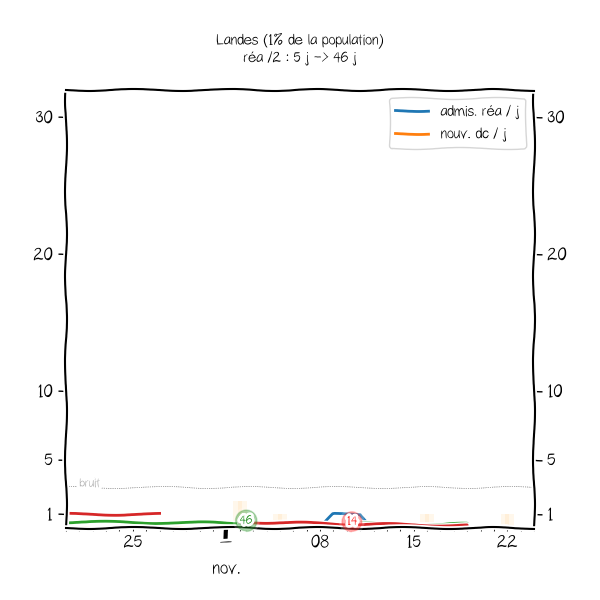 Landes (1% de la population)
réa /2 : 5 j -> 46 j
admis. réa / j
nouv. dc / j
30
30
20
20
10
10
5
5
bruit
1
1
46
14
25
1
08
15
22
nov.